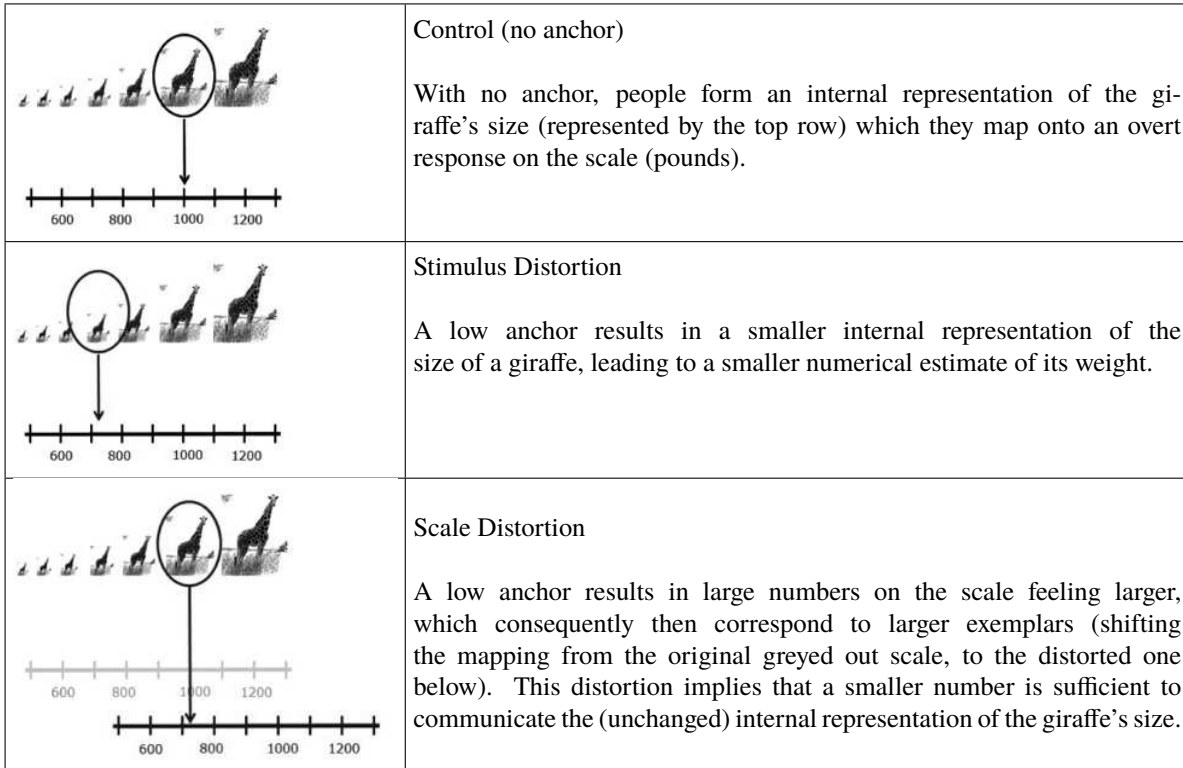 Control (no anchor)
With no anchor, people form an internal representation of the gi-
raffe's size (represented by the top row) which they map onto an overt
response on the scale (pounds).
600 800 1000 1200
Stimulus Distortion
A low anchor results in a smaller internal representation of the
size of a giraffe, leading to a smaller numerical estimate of its weight.
600 800 1000 1200
Scale Distortion
A low anchor results in large numbers on the scale feeling larger,
which consequently then correspond to larger exemplars (shifting
the mapping from the original greyed out scale, to the distorted one
below). This distortion implies that a smaller number is sufficient to
communicate the (unchanged) internal representation of the giraffe's size.
600 800 1000 1200
600 800 1000 1200